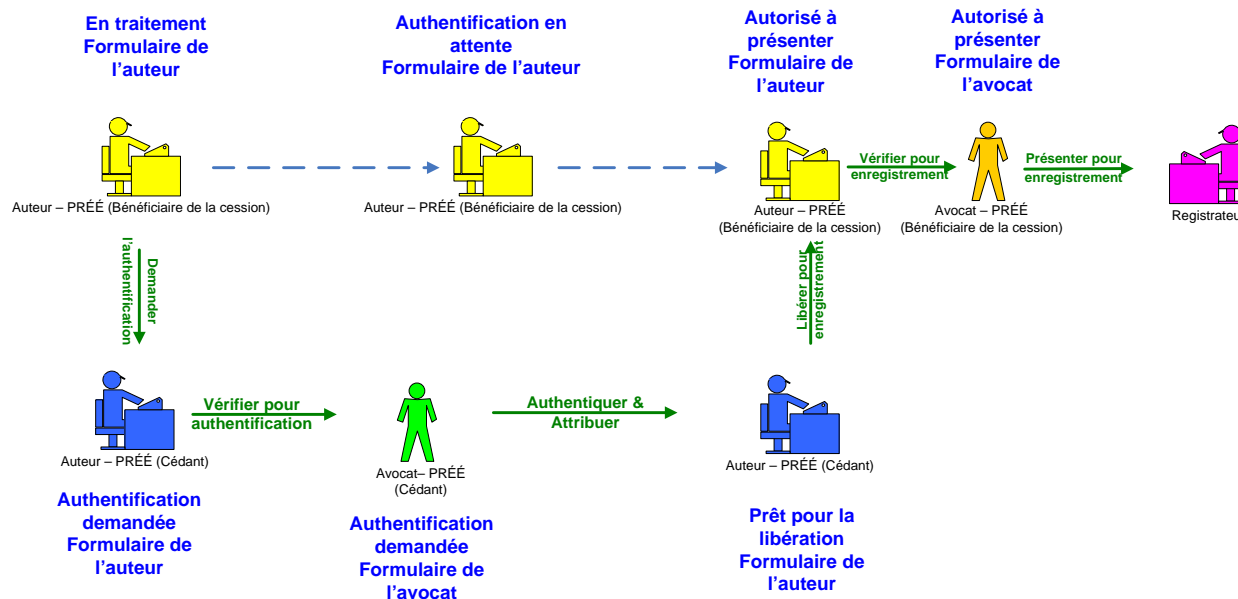 En traitement
Formulaire de
l'auteur
Authentification en
attente
Formulaire de l'auteur
Autorisé à
présenter
Formulaire de
l'auteur
Autorisé à
présenter
Formulaire de
l'avocat
Vérifier pour
enregistrement
Présenter pour
enregistrement
Auteur – PRÉÉ (Bénéficiaire de la cession)
Auteur – PRÉÉ (Bénéficiaire de la cession)
Auteur – PRÉÉ
(Bénéficiaire de la cession)
Avocat – PRÉÉ
(Bénéficiaire de la cession)
Registrateu
Demander
l'authentification
Libérer pour
enregistrement
Vérifier pour
authentification
Authentiquer &
Attribuer
Auteur – PRÉÉ (Cédant)
Avocat– PRÉÉ
(Cédant)
Auteur – PRÉÉ (Cédant)
Authentification
demandée
Formulaire de
l'auteur
Authentification
demandée
Formulaire de
l'avocat
Prêt pour la
libération
Formulaire de
l'auteur